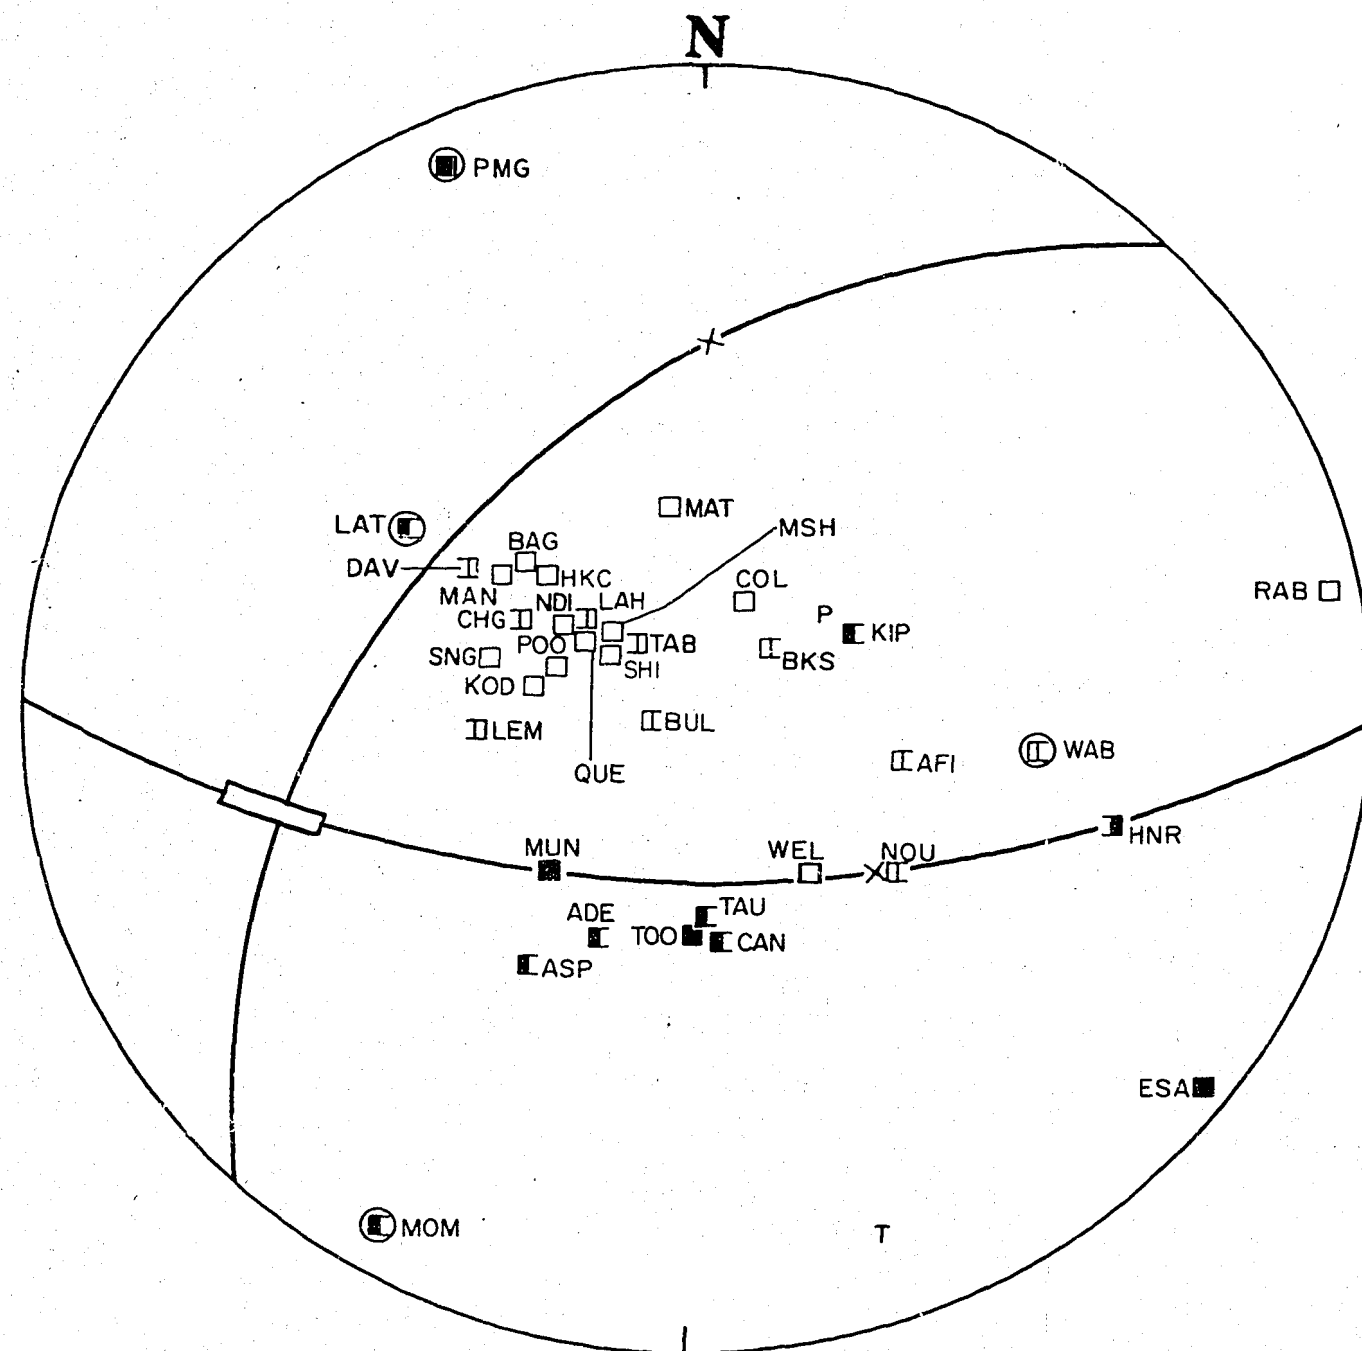 N
PMG
MAT
MSH
LAT
BAG
DAV
HKC
COL
RAB
MAN
NDI
LAH
P
CHG
KIP
POO
TAB
BKS
SNG
SHI
KOD
LEM
BUL
WAB
AFI
QUE
HNR
MUN
WEL
X
NOU
ADE
TAU
TOO
CAN
ASP
ESA
MOM
T